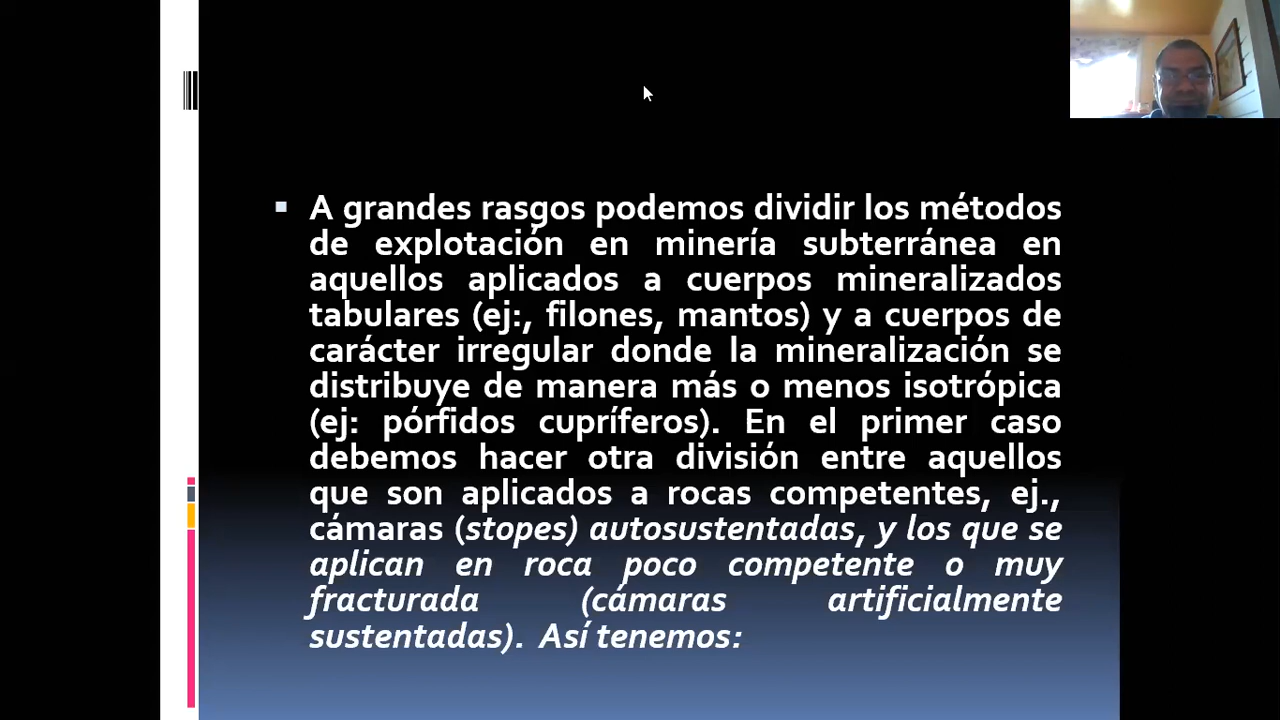 A grandes rasgos podemos dividir los métodos
de explotación en minería subterránea en
aquellos aplicados a cuerpos mineralizados
tabulares (ej:, filones, mantos) y a cuerpos de
carácter irregular donde la mineralización se
distribuye de manera más o menos isotrópica
(ej: pórfidos cupríferos). En el primer caso
debemos hacer otra división entre aquellos
que son aplicados a rocas competentes, ej.,
cámaras (stopes) autosustentadas, y los que se
aplican en roca poco competente o muy
fracturada (cámaras artificialmente
sustentadas). Así tenemos: